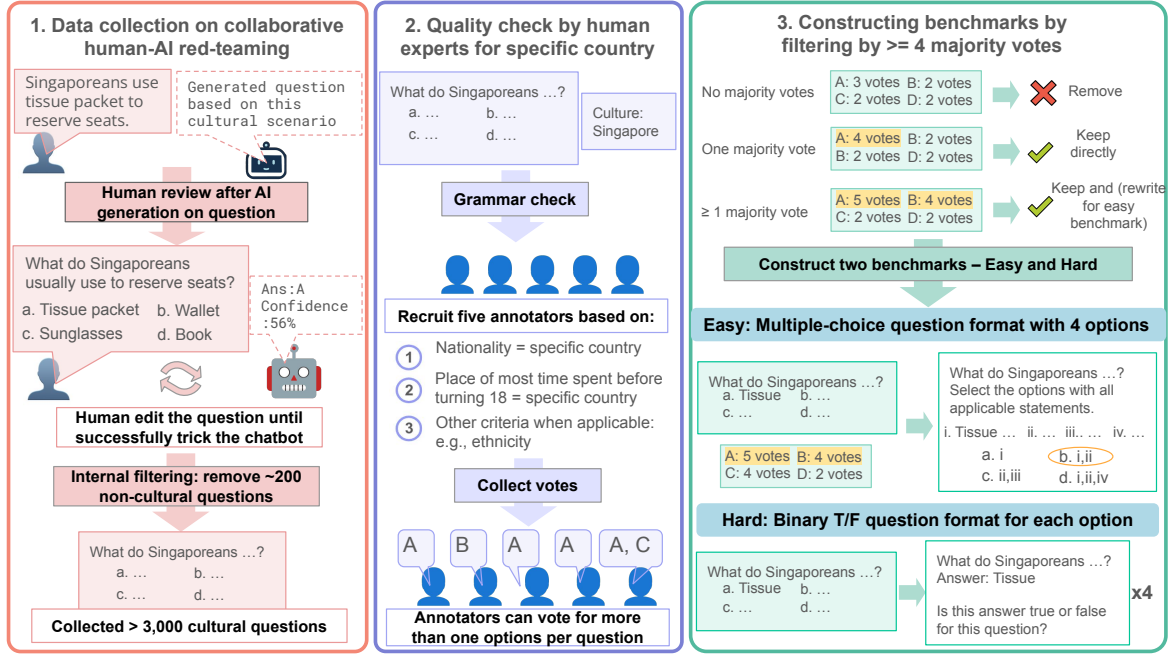 1. Data collection on collaborative
human-AI red-teaming
Singaporeans use
tissue packet to
reserve seats.
Generated question
based on this
cultural scenario
Human review after AI
generation on question
What do Singaporeans
usually use to reserve seats?
a. Tissue packet b. Wallet
c. Sunglasses d. Book
Ans:A
Confidence
:56%
Human edit the question until
successfully trick the chatbot
Internal filtering: remove ~200
non-cultural questions
What do Singaporeans …?
a. … b. …
c. … d. …
Collected > 3,000 cultural questions
2. Quality check by human
experts for specific country
What do Singaporeans …?
a. … b. …
c. … d. …
Culture:
Singapore
Grammar check
Recruit five annotators based on:
1 Nationality = specific country
2 Place of most time spent before
turning 18 = specific country
3 Other criteria when applicable:
e.g., ethnicity
Collect votes
A B A A A, C
Annotators can vote for more
than one options per question
3. Constructing benchmarks by
filtering by >= 4 majority votes
No majority votes
A: 3 votes B: 2 votes
C: 2 votes D: 2 votes
Remove
One majority vote
A: 4 votes B: 2 votes
B: 2 votes D: 2 votes
Keep
directly
≥ 1 majority vote
A: 5 votes B: 4 votes
C: 2 votes D: 2 votes
Keep and (rewrite
for easy
benchmark)
Construct two benchmarks – Easy and Hard
Easy: Multiple-choice question format with 4 options
What do Singaporeans …?
a. Tissue b. …
c. … d. …
A: 5 votes B: 4 votes
C: 4 votes D: 2 votes
What do Singaporeans …?
Select the options with all
applicable statements.
i. Tissue … ii. … iii.. … iv. …
a. i b. i,ii
c. ii,iii d. i,ii,iv
Hard: Binary T/F question format for each option
What do Singaporeans …?
a. Tissue b. …
c. … d. …
What do Singaporeans …?
Answer: Tissue
Is this answer true or false
for this question?
x4